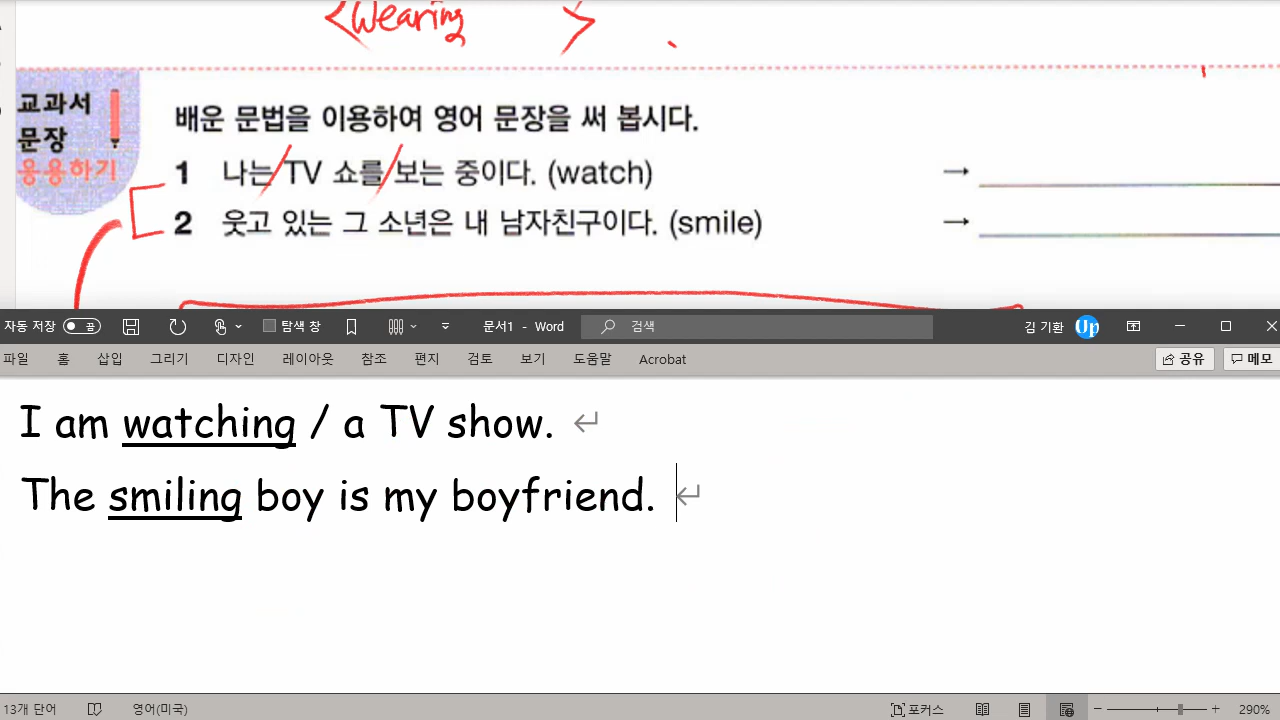 <Wearing >.
교과서
문장
응용하기
배운 문법을 이용하여 영어 문장을 써 봅시다.
1 나는/TV 쇼를/보는 중이다. (watch) →
2 웃고 있는 그 소년은 내 남자친구이다. (smile) →
자동 저장 끔 탐색 창 문서1 - Word 검색 김 기환 Up
파일 홈 삽입 그리기 디자인 레이아웃 참조 편지 검토 보기 도움말 Acrobat 공유 메모
I am watching / a TV show. ↵
The smiling boy is my boyfriend. ↵
13개 단어 영어(미국) 포커스 − + 290%